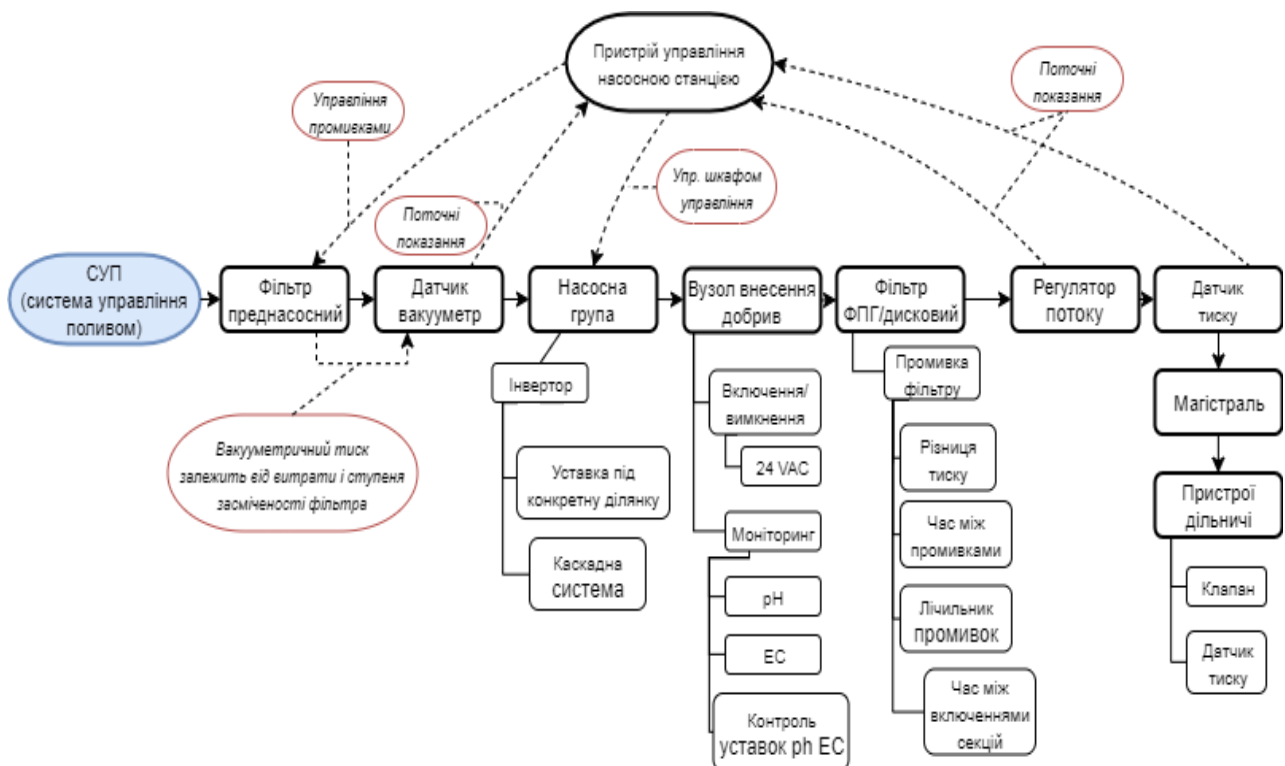 Пристрій управління
насосною станцією
Управління
промивками
Поточні
показання
Упр. шкафом
управління
Поточні
показання
СУП
(система управління
поливом)
Фільтр
преднасосний
Датчик
вакууметр
Насосна
група
Вузол внесення
добрив
Фільтр
ФПГ/дисковий
Регулятор
потоку
Датчик
тиску
Вакууметричний тиск
залежить від витрати і ступеня
засміченості фільтра
Інвертор
Уставка під
конкретну ділянку
Каскадна
система
Включення/
вимкнення
24 VAC
Моніторинг
pH
EC
Контроль
уставок ph EC
Промивка
фільтру
Різниця
тиску
Час між
промивками
Лічильник
промивок
Час між
включеннями
секцій
Магістраль
Пристрої
дільничі
Клапан
Датчик
тиску